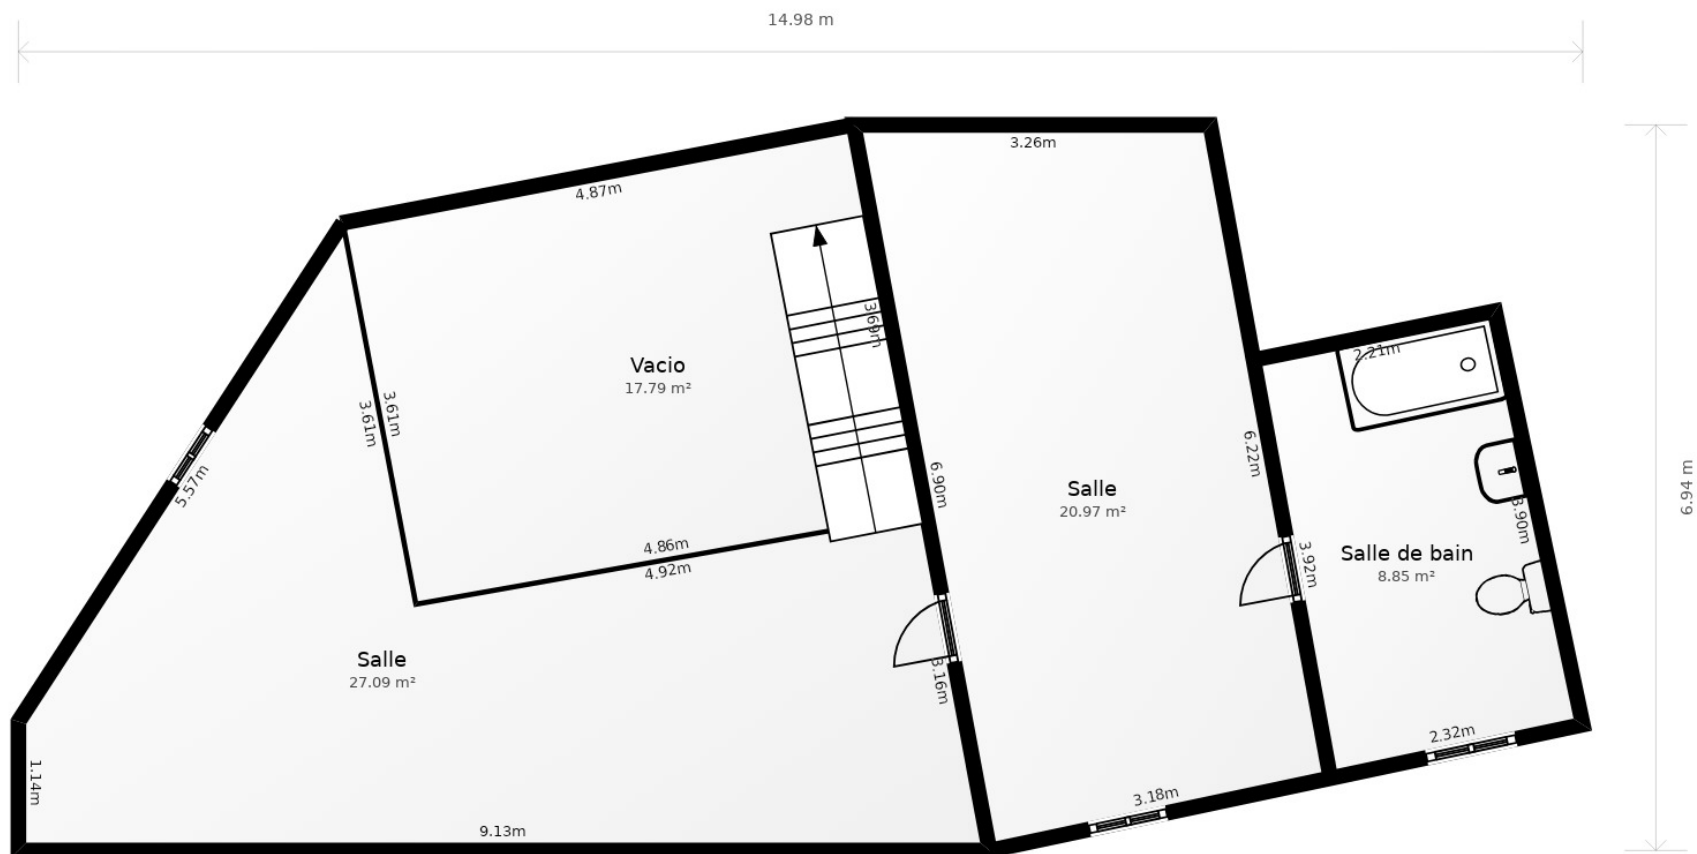 14.98 m
3.26m
4.87m
3.69m
2.21m
Vacio
17.79 m²
3.61m
3.61m
6.22m
6.90m
5.57m
Salle
20.97 m²
3.90m
6.94 m
4.86m
4.92m
3.92m
Salle de bain
8.85 m²
Salle
27.09 m²
3.16m
2.32m
1.14m
3.18m
9.13m